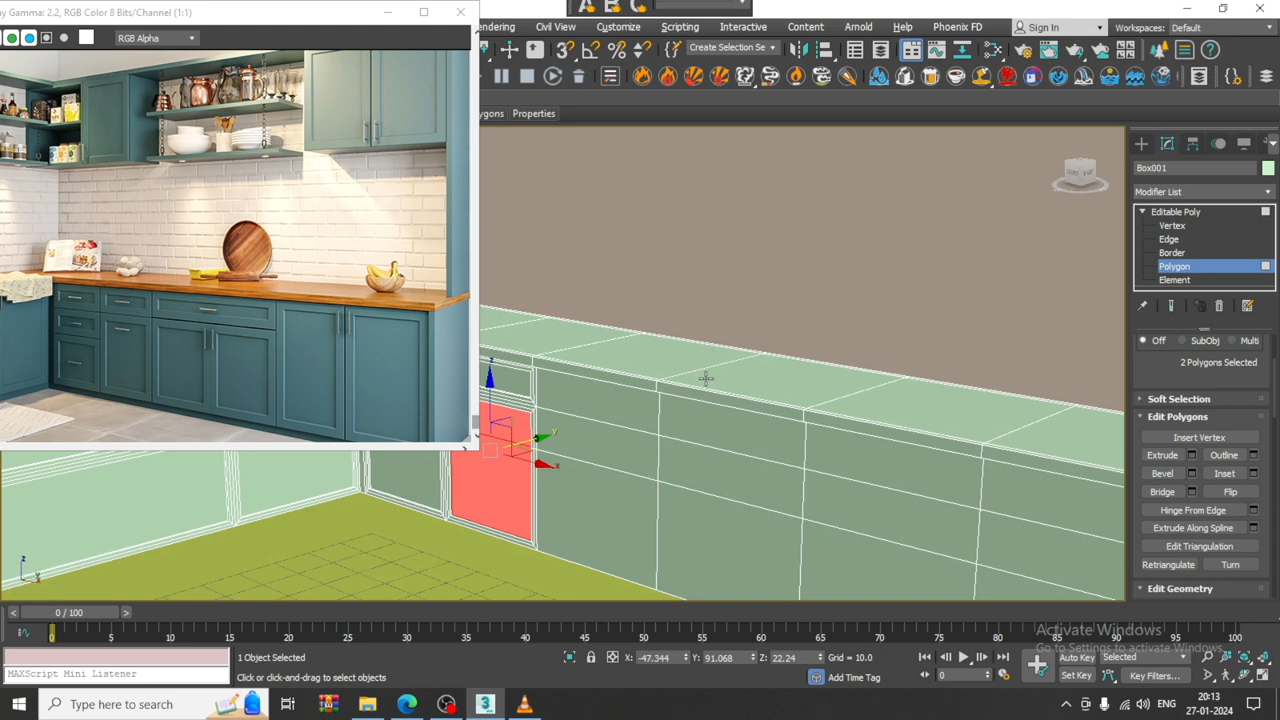 y Gamma: 2.2, RGB Color 8 Bits/Channel (1:1)
RGB Alpha
ndering Civil View Customize Scripting Interactive Content Arnold Help Phoenix FD Sign In Workspaces: Default
Create Selection Se
ygons Properties
Box001
Modifier List
Editable Poly
Vertex
Edge
Border
Polygon
Element
Off SubObj Multi
2 Polygons Selected
Soft Selection
Edit Polygons
Insert Vertex
Extrude Outline
Bevel Inset
Bridge Flip
Hinge From Edge
Extrude Along Spline
Edit Triangulation
Retriangulate Turn
Edit Geometry
z
y
x
z
0 / 100
0 5 10 15 20 25 30 35 40 45 50 55 60 65 70 75 80 85 90 95 100
Activate Windows
Go to Settings to activate Windows.
MAXScript Mini Listener
1 Object Selected
Click or click-and-drag to select objects
X: -47.344 Y: 91.068 Z: 22.24 Grid = 10.0
Add Time Tag
0
Auto Key Selected
Set Key Key Filters...
Type here to search
3
ENG
20:13
27-01-2024